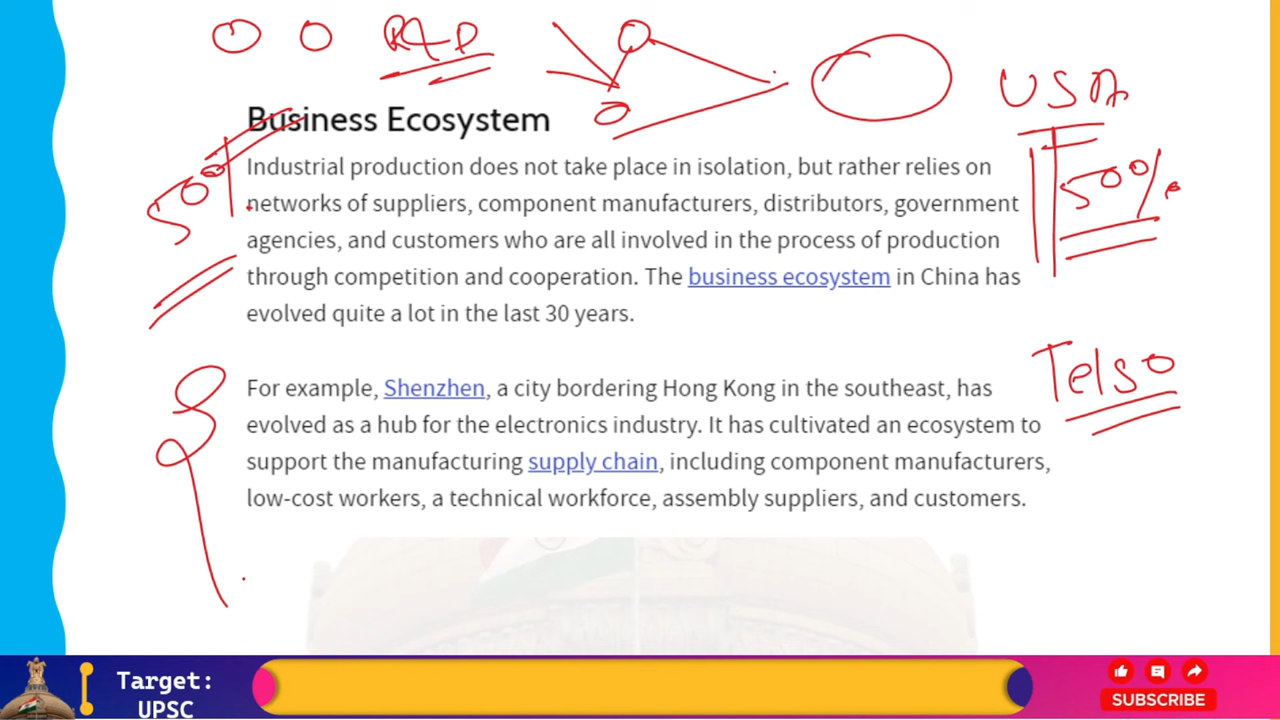 R&D
USA
Business Ecosystem
50%
50%
Industrial production does not take place in isolation, but rather relies on
networks of suppliers, component manufacturers, distributors, government
agencies, and customers who are all involved in the process of production
through competition and cooperation. The business ecosystem in China has
evolved quite a lot in the last 30 years.
Telso
For example, Shenzhen, a city bordering Hong Kong in the southeast, has
evolved as a hub for the electronics industry. It has cultivated an ecosystem to
support the manufacturing supply chain, including component manufacturers,
low-cost workers, a technical workforce, assembly suppliers, and customers.
Target:
UPSC
SUBSCRIBE